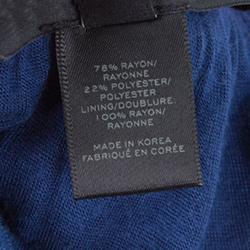 78% RAYON/
RAYONNE
22% POLYESTER/
POLYESTER
LINING/DOUBLURE:
100% RAYON/
RAYONNE
MADE IN KOREA
FABRIQUÉ EN CORÉE